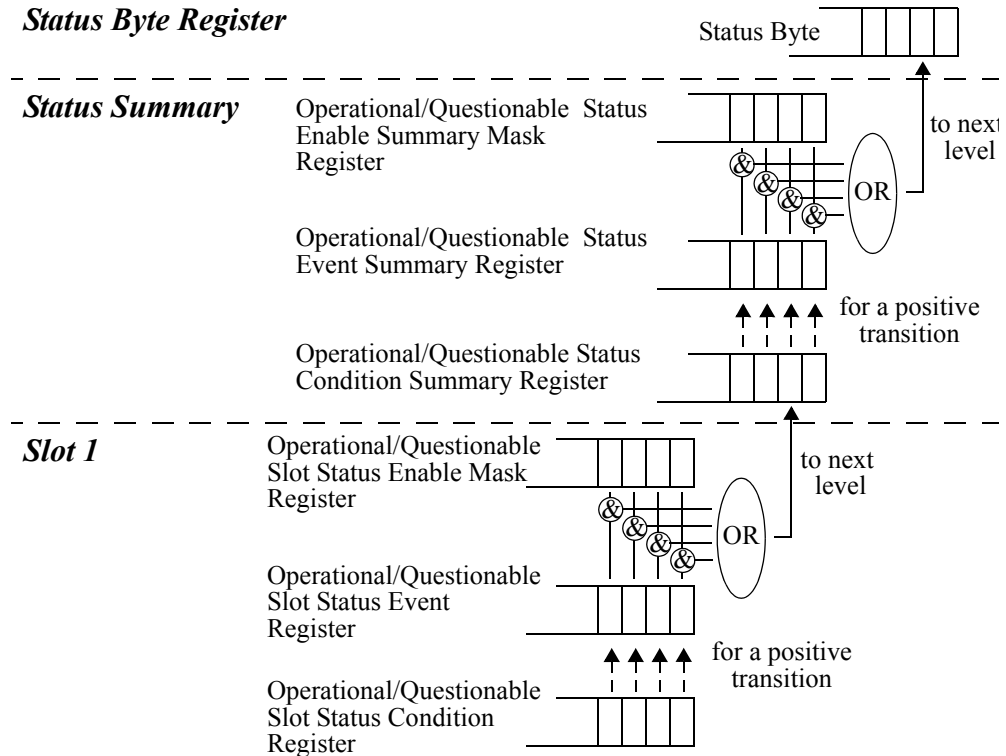 Status Byte Register
Status Byte
Status Summary
Operational/Questionable Status
Enable Summary Mask
Register
to next
level
&
&
&
&
OR
Operational/Questionable Status
Event Summary Register
for a positive
transition
Operational/Questionable Status
Condition Summary Register
Slot 1
Operational/Questionable
Slot Status Enable Mask
Register
to next
level
&
&
&
&
OR
Operational/Questionable
Slot Status Event
Register
for a positive
transition
Operational/Questionable
Slot Status Condition
Register